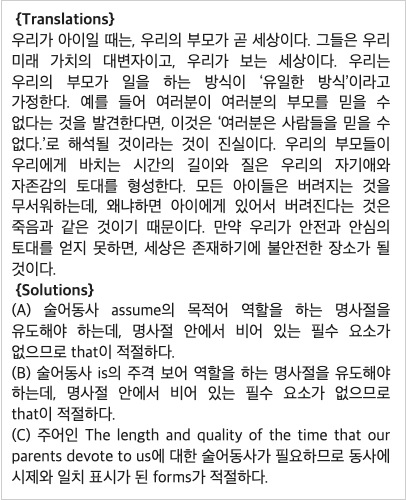 {Translations}
우리가 아이일 때는, 우리의 부모가 곧 세상이다. 그들은 우리
미래 가치의 대변자이고, 우리가 보는 세상이다. 우리는
우리의 부모가 일을 하는 방식이 ‘유일한 방식’이라고
가정한다. 예를 들어 여러분이 여러분의 부모를 믿을 수
없다는 것을 발견한다면, 이것은 ‘여러분은 사람들을 믿을 수
없다.’로 해석될 것이라는 것이 진실이다. 우리의 부모들이
우리에게 바치는 시간의 길이와 질은 우리의 자기애와
자존감의 토대를 형성한다. 모든 아이들은 버려지는 것을
무서워하는데, 왜냐하면 아이에게 있어서 버려진다는 것은
죽음과 같은 것이기 때문이다. 만약 우리가 안전과 안심의
토대를 얻지 못하면, 세상은 존재하기에 불안전한 장소가 될
것이다.
{Solutions}
(A) 술어동사 assume의 목적어 역할을 하는 명사절을
유도해야 하는데, 명사절 안에서 비어 있는 필수 요소가
없으므로 that이 적절하다.
(B) 술어동사 is의 주격 보어 역할을 하는 명사절을 유도해야
하는데, 명사절 안에서 비어 있는 필수 요소가 없으므로
that이 적절하다.
(C) 주어인 The length and quality of the time that our
parents devote to us에 대한 술어동사가 필요하므로 동사에
시제와 일치 표시가 된 forms가 적절하다.